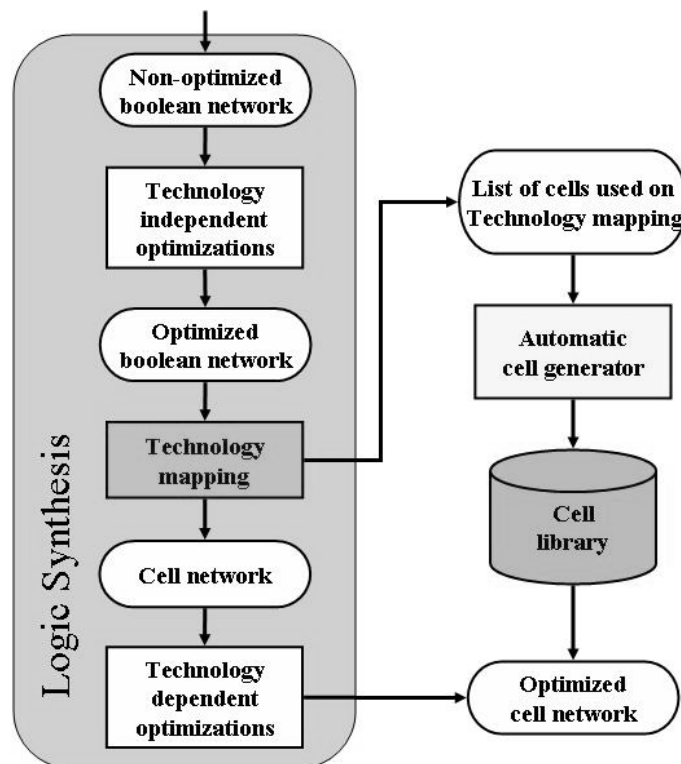 Non-optimized
boolean network
Technology
independent
optimizations
Optimized
boolean network
Technology
mapping
Cell network
Technology
dependent
optimizations
Logic Synthesis
List of cells used on
Technology mapping
Automatic
cell generator
Cell
library
Optimized
cell network